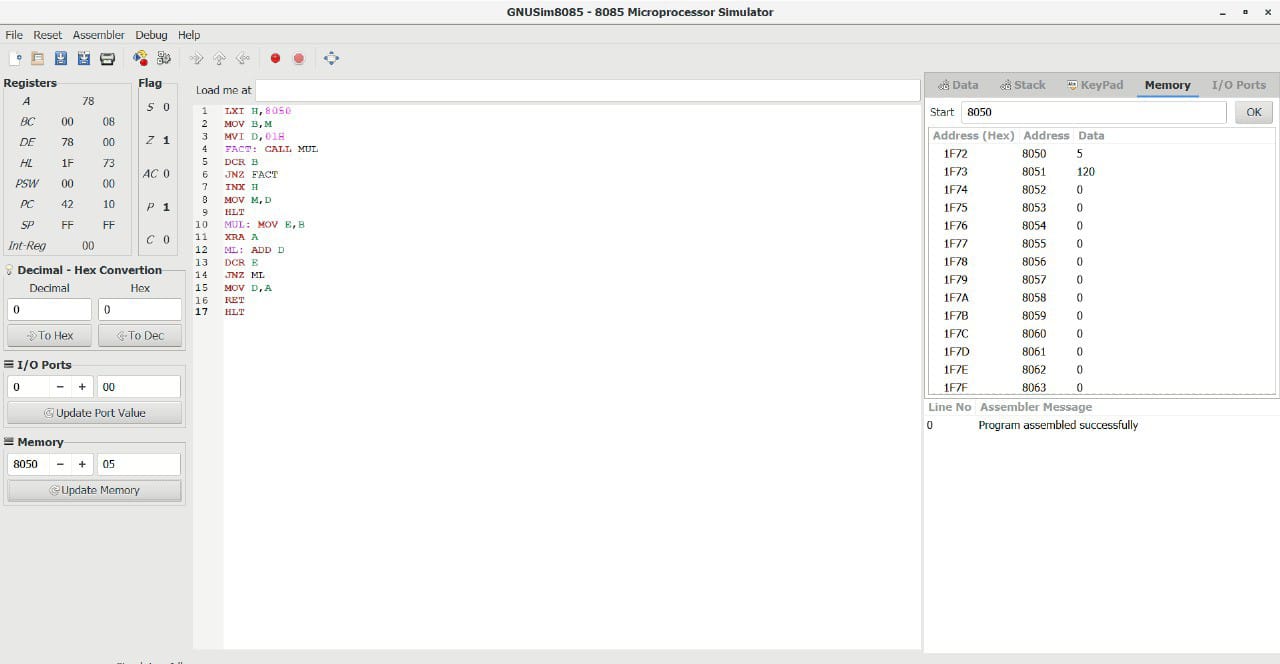 GNUSim8085 - 8085 Microprocessor Simulator
File Reset Assembler Debug Help
Registers
A 78
BC 00 08
DE 78 00
HL 1F 73
PSW 00 00
PC 42 10
SP FF FF
Int-Reg 00
Flag
S 0
Z 1
AC 0
P 1
C 0
Decimal - Hex Convertion
Decimal Hex
0 0
To Hex To Dec
I/O Ports
0 − + 00
Update Port Value
Memory
8050 − + 05
Update Memory
Load me at
1 LXI H,8050
2 MOV B,M
3 MVI D,01H
4 FACT: CALL MUL
5 DCR B
6 JNZ FACT
7 INX H
8 MOV M,D
9 HLT
10 MUL: MOV E,B
11 XRA A
12 ML: ADD D
13 DCR E
14 JNZ ML
15 MOV D,A
16 RET
17 HLT
Data Stack KeyPad Memory I/O Ports
Start 8050 OK
Address (Hex) Address Data
1F72 8050 5
1F73 8051 120
1F74 8052 0
1F75 8053 0
1F76 8054 0
1F77 8055 0
1F78 8056 0
1F79 8057 0
1F7A 8058 0
1F7B 8059 0
1F7C 8060 0
1F7D 8061 0
1F7E 8062 0
1F7F 8063 0
Line No Assembler Message
0 Program assembled successfully